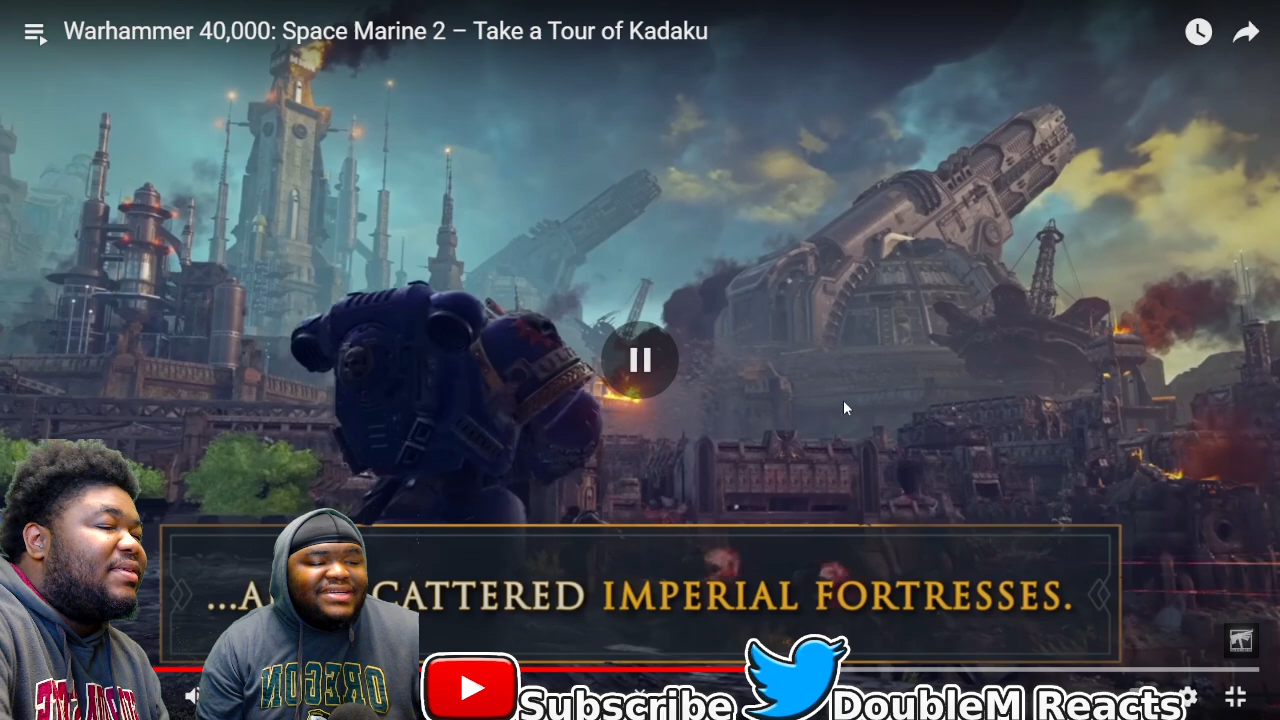 Warhammer 40,000: Space Marine 2 – Take a Tour of Kadaku
...A CATTERED IMPERIAL FORTRESSES.
OREGON
Subscribe DoubleM Reacts